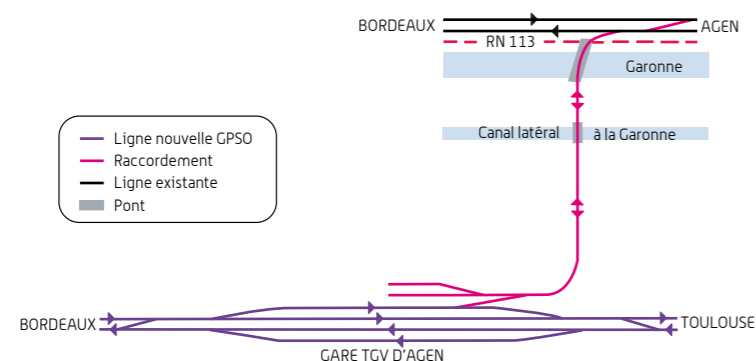 BORDEAUX
AGEN
RN 113
Garonne
Canal latéral à la Garonne
Ligne nouvelle GPSO
Raccordement
Ligne existante
Pont
BORDEAUX
TOULOUSE
GARE TGV D'AGEN